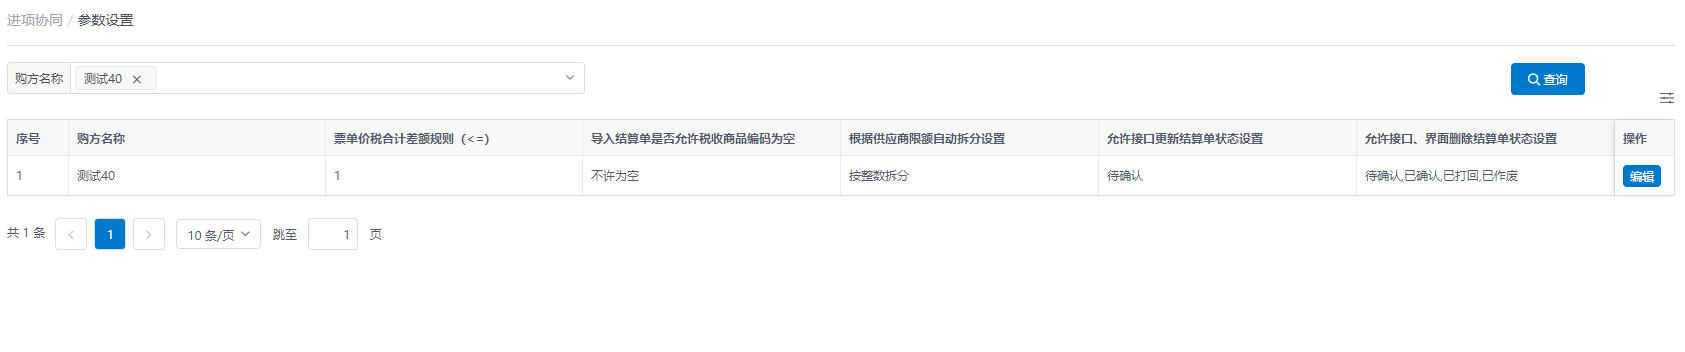 进项协同 / 参数设置
购方名称 测试40 × 查询
序号 购方名称 票单价税合计差额规则（<=） 导入结算单是否允许税收商品编码为空 根据供应商限额自动拆分设置 允许接口更新结算单状态设置 允许接口、界面删除结算单状态设置 操作
1 测试40 1 不许为空 按整数拆分 待确认 待确认,已确认,已打回,已作废 编辑
共 1 条 1 10 条/页 跳至 1 页